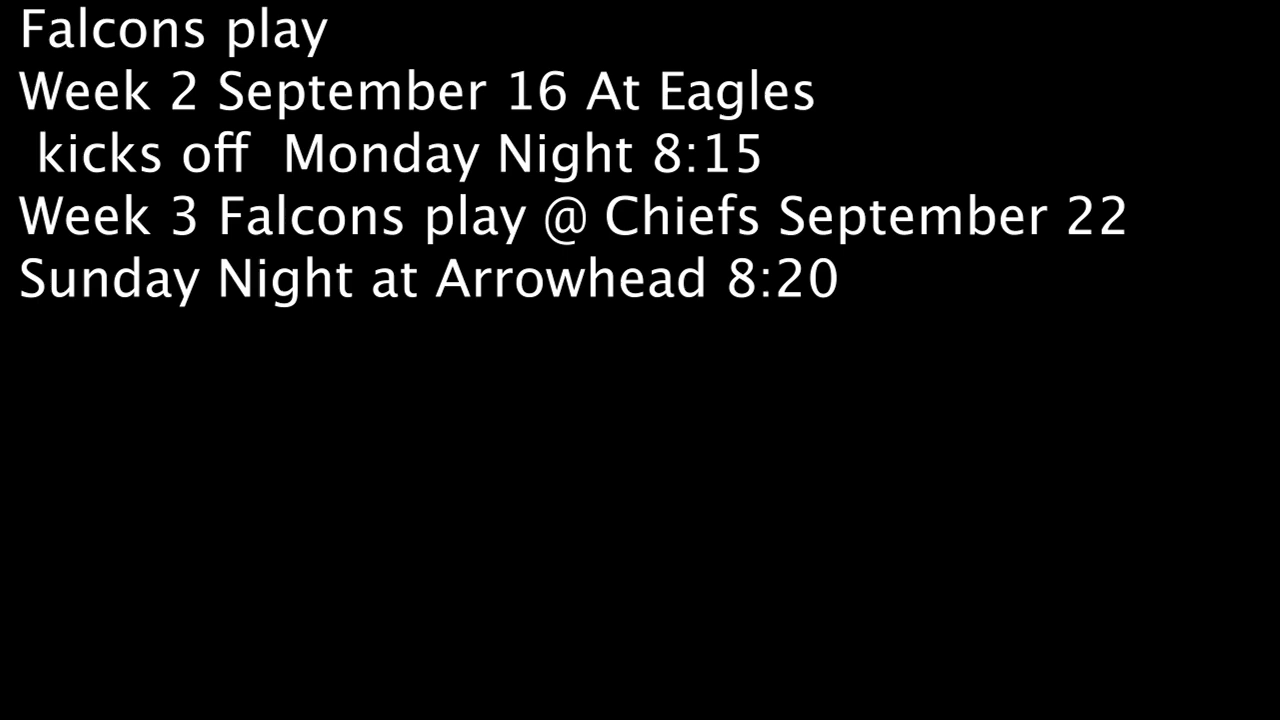 Falcons play
Week 2 September 16 At Eagles
kicks off  Monday Night 8:15
Week 3 Falcons play @ Chiefs September 22
Sunday Night at Arrowhead 8:20